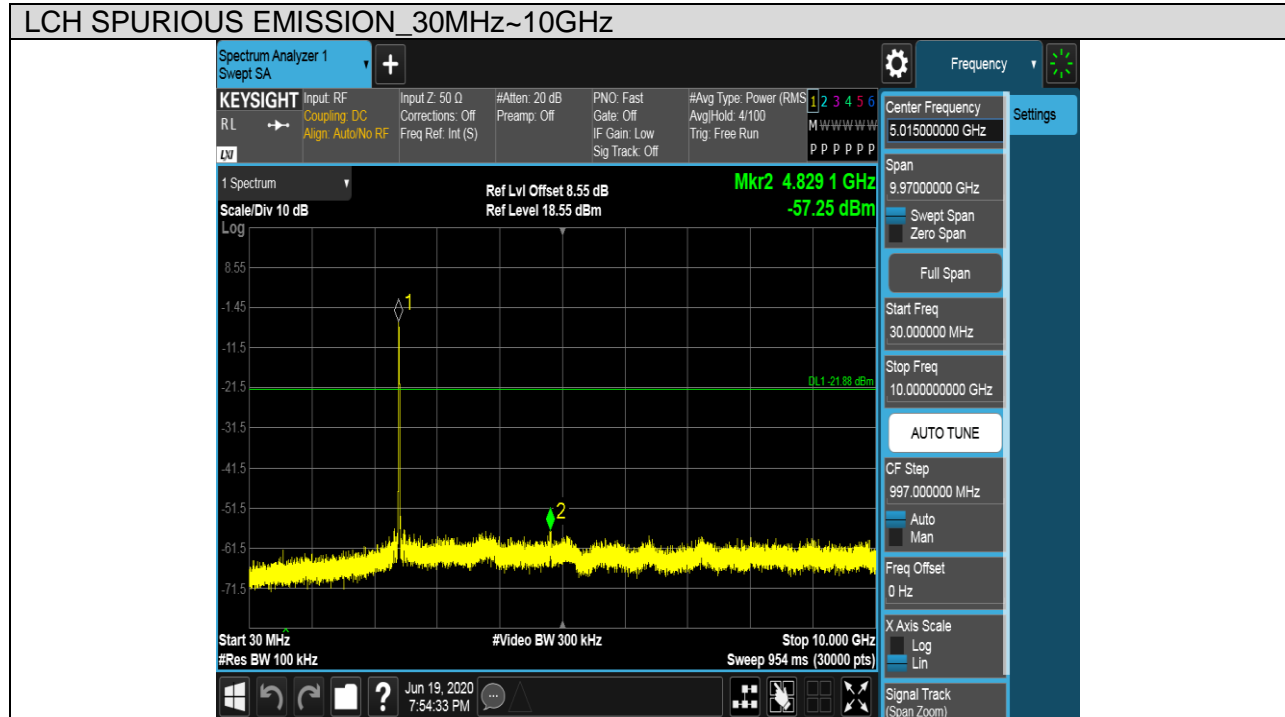 LCH SPURIOUS EMISSION_30MHz~10GHz
Spectrum Analyzer 1
Swept SA
+
Frequency
KEYSIGHT
RL
LXI
Input: RF
Coupling: DC
Align: Auto/No RF
Input Z: 50 Ω
Corrections: Off
Freq Ref: Int (S)
#Atten: 20 dB
Preamp: Off
PNO: Fast
Gate: Off
IF Gain: Low
Sig Track: Off
#Avg Type: Power (RMS
Avg|Hold: 4/100
Trig: Free Run
1 2 3 4 5 6
M W W W W W
P P P P P P
1 Spectrum
Scale/Div 10 dB
Ref Lvl Offset 8.55 dB
Ref Level 18.55 dBm
Mkr2 4.829 1 GHz
-57.25 dBm
Log
8.55
-1.45
-11.5
-21.5
-31.5
-41.5
-51.5
-61.5
-71.5
1
DL1 -21.88 dBm
2
Start 30 MHz
#Res BW 100 kHz
#Video BW 300 kHz
Stop 10.000 GHz
Sweep 954 ms (30000 pts)
?
Jun 19, 2020
7:54:33 PM
Center Frequency
5.015000000 GHz
Settings
Span
9.97000000 GHz
Swept Span
Zero Span
Full Span
Start Freq
30.000000 MHz
Stop Freq
10.000000000 GHz
AUTO TUNE
CF Step
997.000000 MHz
Auto
Man
Freq Offset
0 Hz
X Axis Scale
Log
Lin
Signal Track
(Span Zoom)